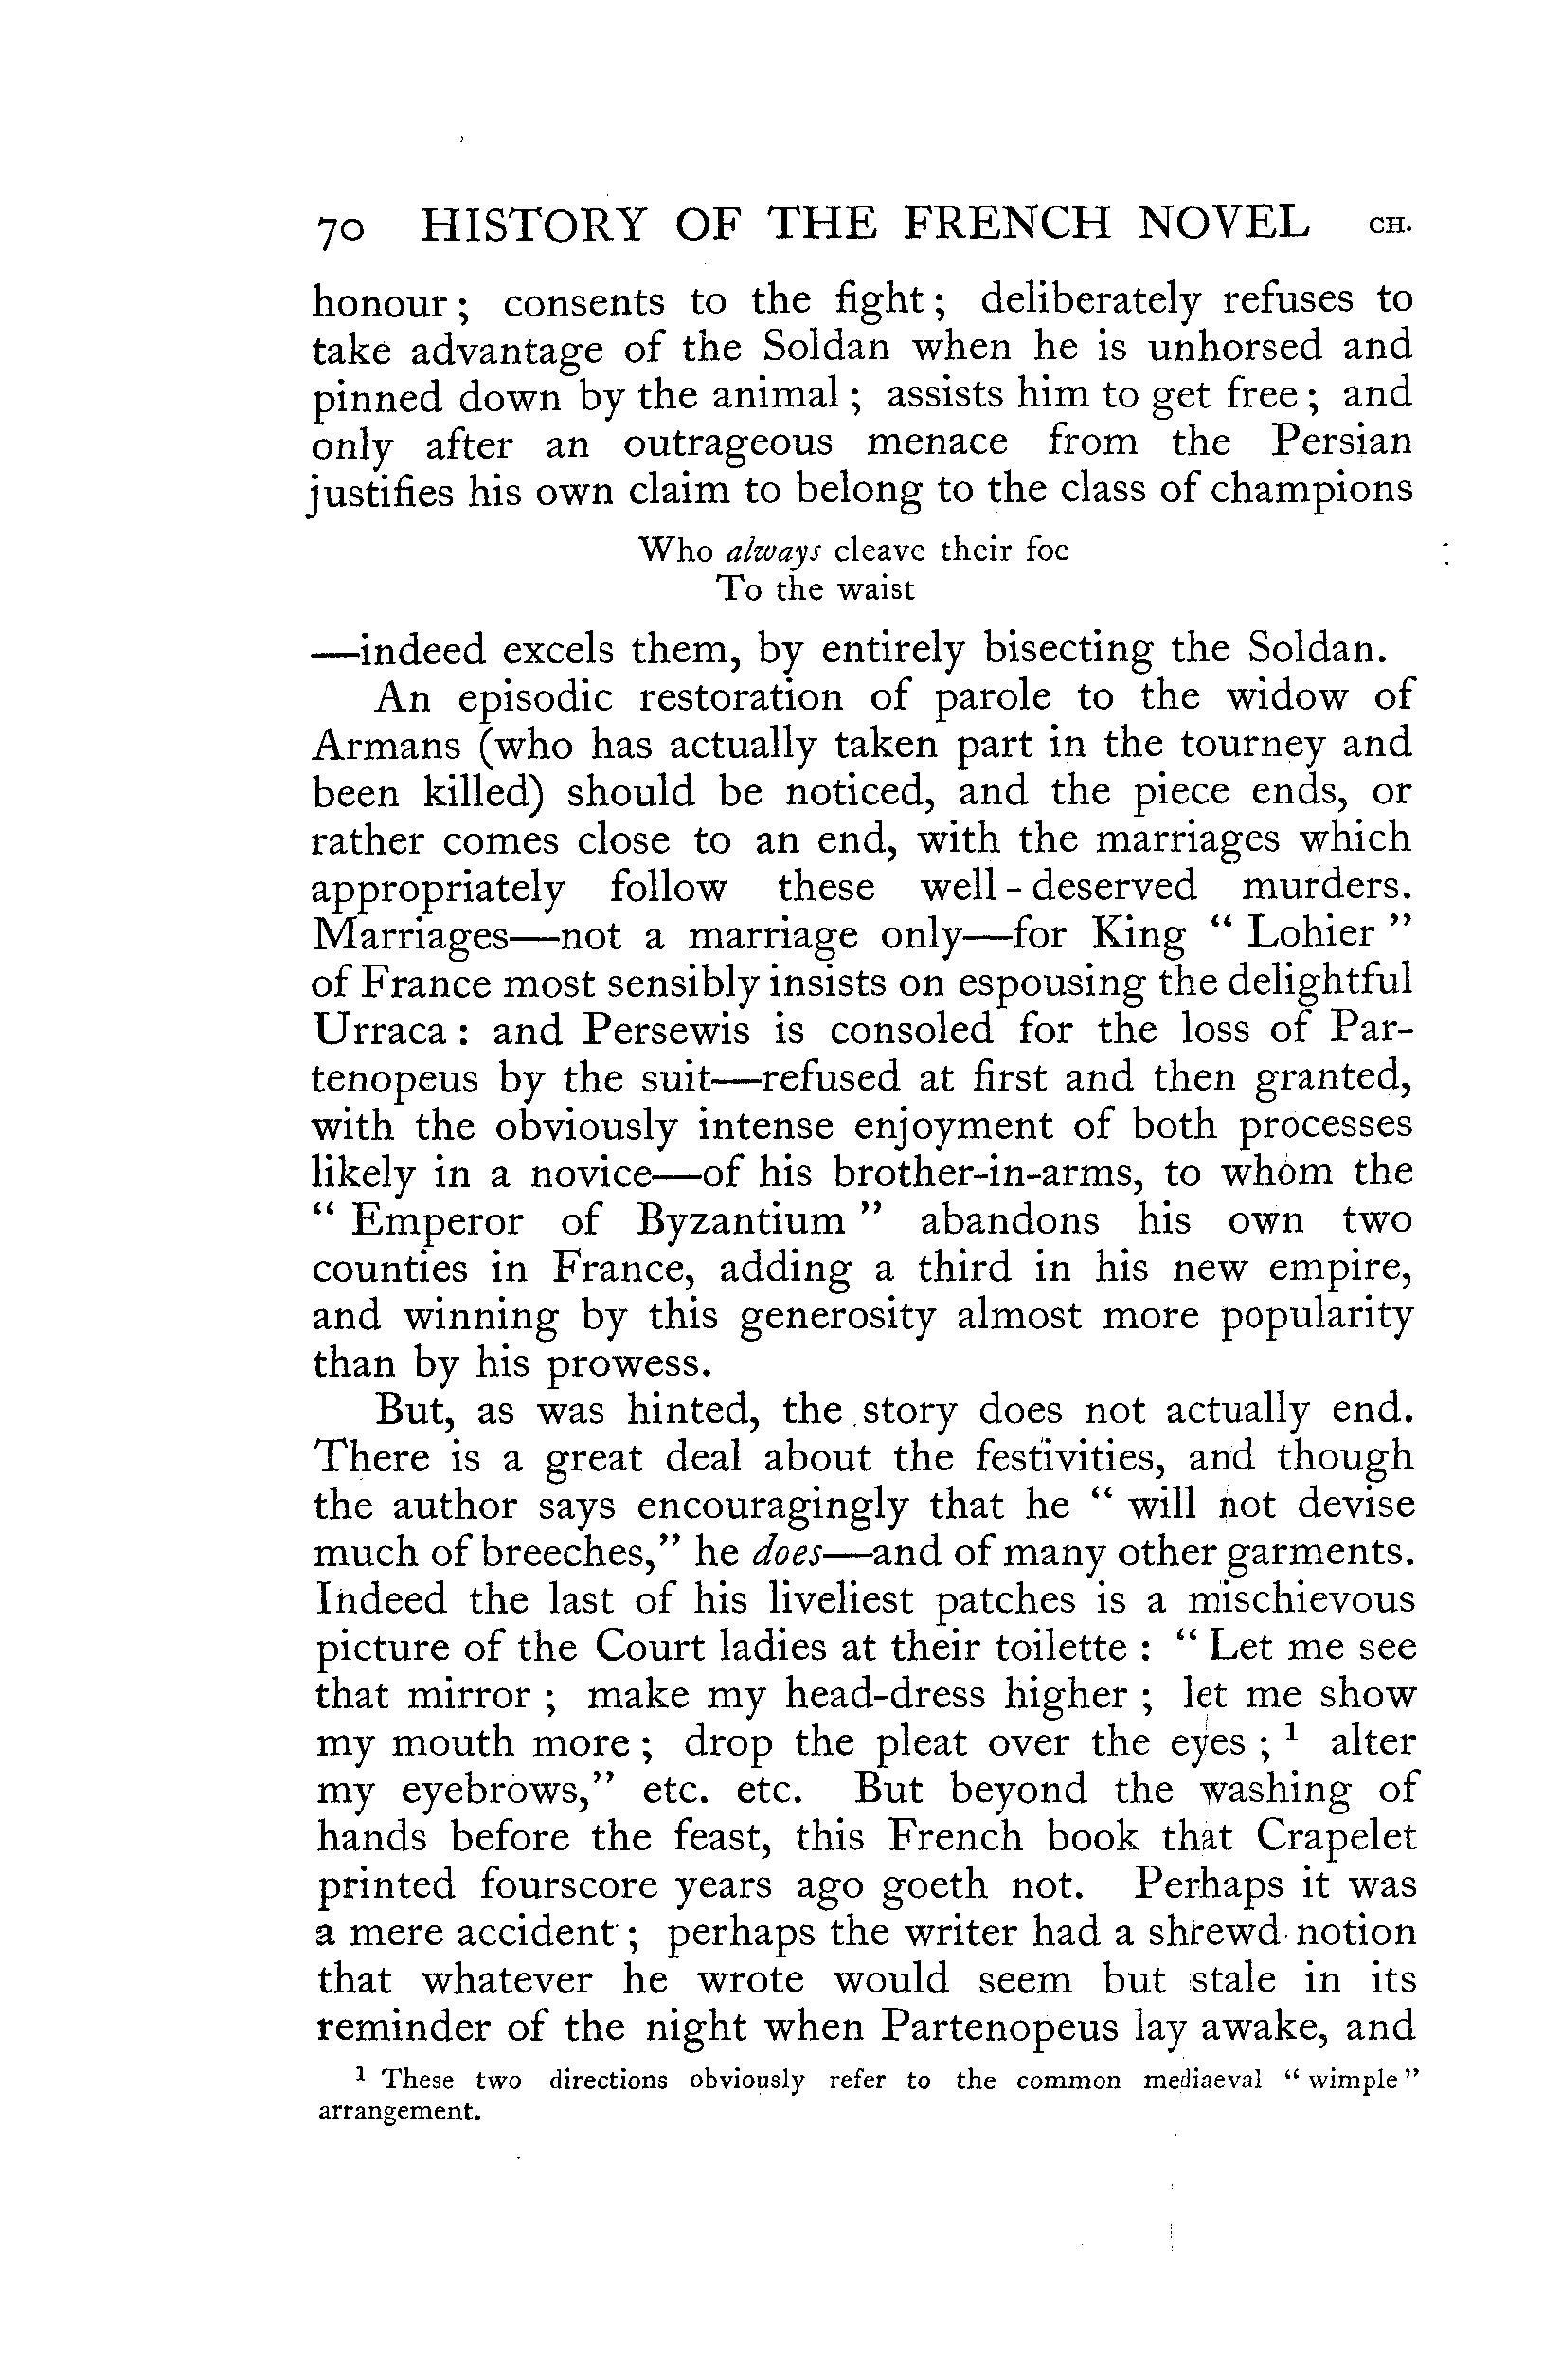 70 HISTORY OF THE FRENCH NOVEL CH.
honour; consents to the fight; deliberately refuses to
take advantage of the Soldan when he is unhorsed and
pinned down by the animal; assists him to get free; and
only after an outrageous menace from the Persian
justifies his own claim to belong to the class of champions
Who always cleave their foe
To the waist
—indeed excels them, by entirely bisecting the Soldan.
An episodic restoration of parole to the widow of
Armans (who has actually taken part in the tourney and
been killed) should be noticed, and the piece ends, or
rather comes close to an end, with the marriages which
appropriately follow these well-deserved murders.
Marriages—not a marriage only—for King “Lohier”
of France most sensibly insists on espousing the delightful
Urraca: and Persewis is consoled for the loss of Par-
tenopeus by the suit—refused at first and then granted,
with the obviously intense enjoyment of both processes
likely in a novice—of his brother-in-arms, to whom the
“Emperor of Byzantium” abandons his own two
counties in France, adding a third in his new empire,
and winning by this generosity almost more popularity
than by his prowess.
But, as was hinted, the story does not actually end.
There is a great deal about the festivities, and though
the author says encouragingly that he “will not devise
much of breeches,” he does—and of many other garments.
Indeed the last of his liveliest patches is a mischievous
picture of the Court ladies at their toilette: “Let me see
that mirror; make my head-dress higher; let me show
my mouth more; drop the pleat over the eyes;¹ alter
my eyebrows,” etc. etc. But beyond the washing of
hands before the feast, this French book that Crapelet
printed fourscore years ago goeth not. Perhaps it was
a mere accident; perhaps the writer had a shrewd notion
that whatever he wrote would seem but stale in its
reminder of the night when Partenopeus lay awake, and
¹ These two directions obviously refer to the common mediaeval “wimple”
arrangement.